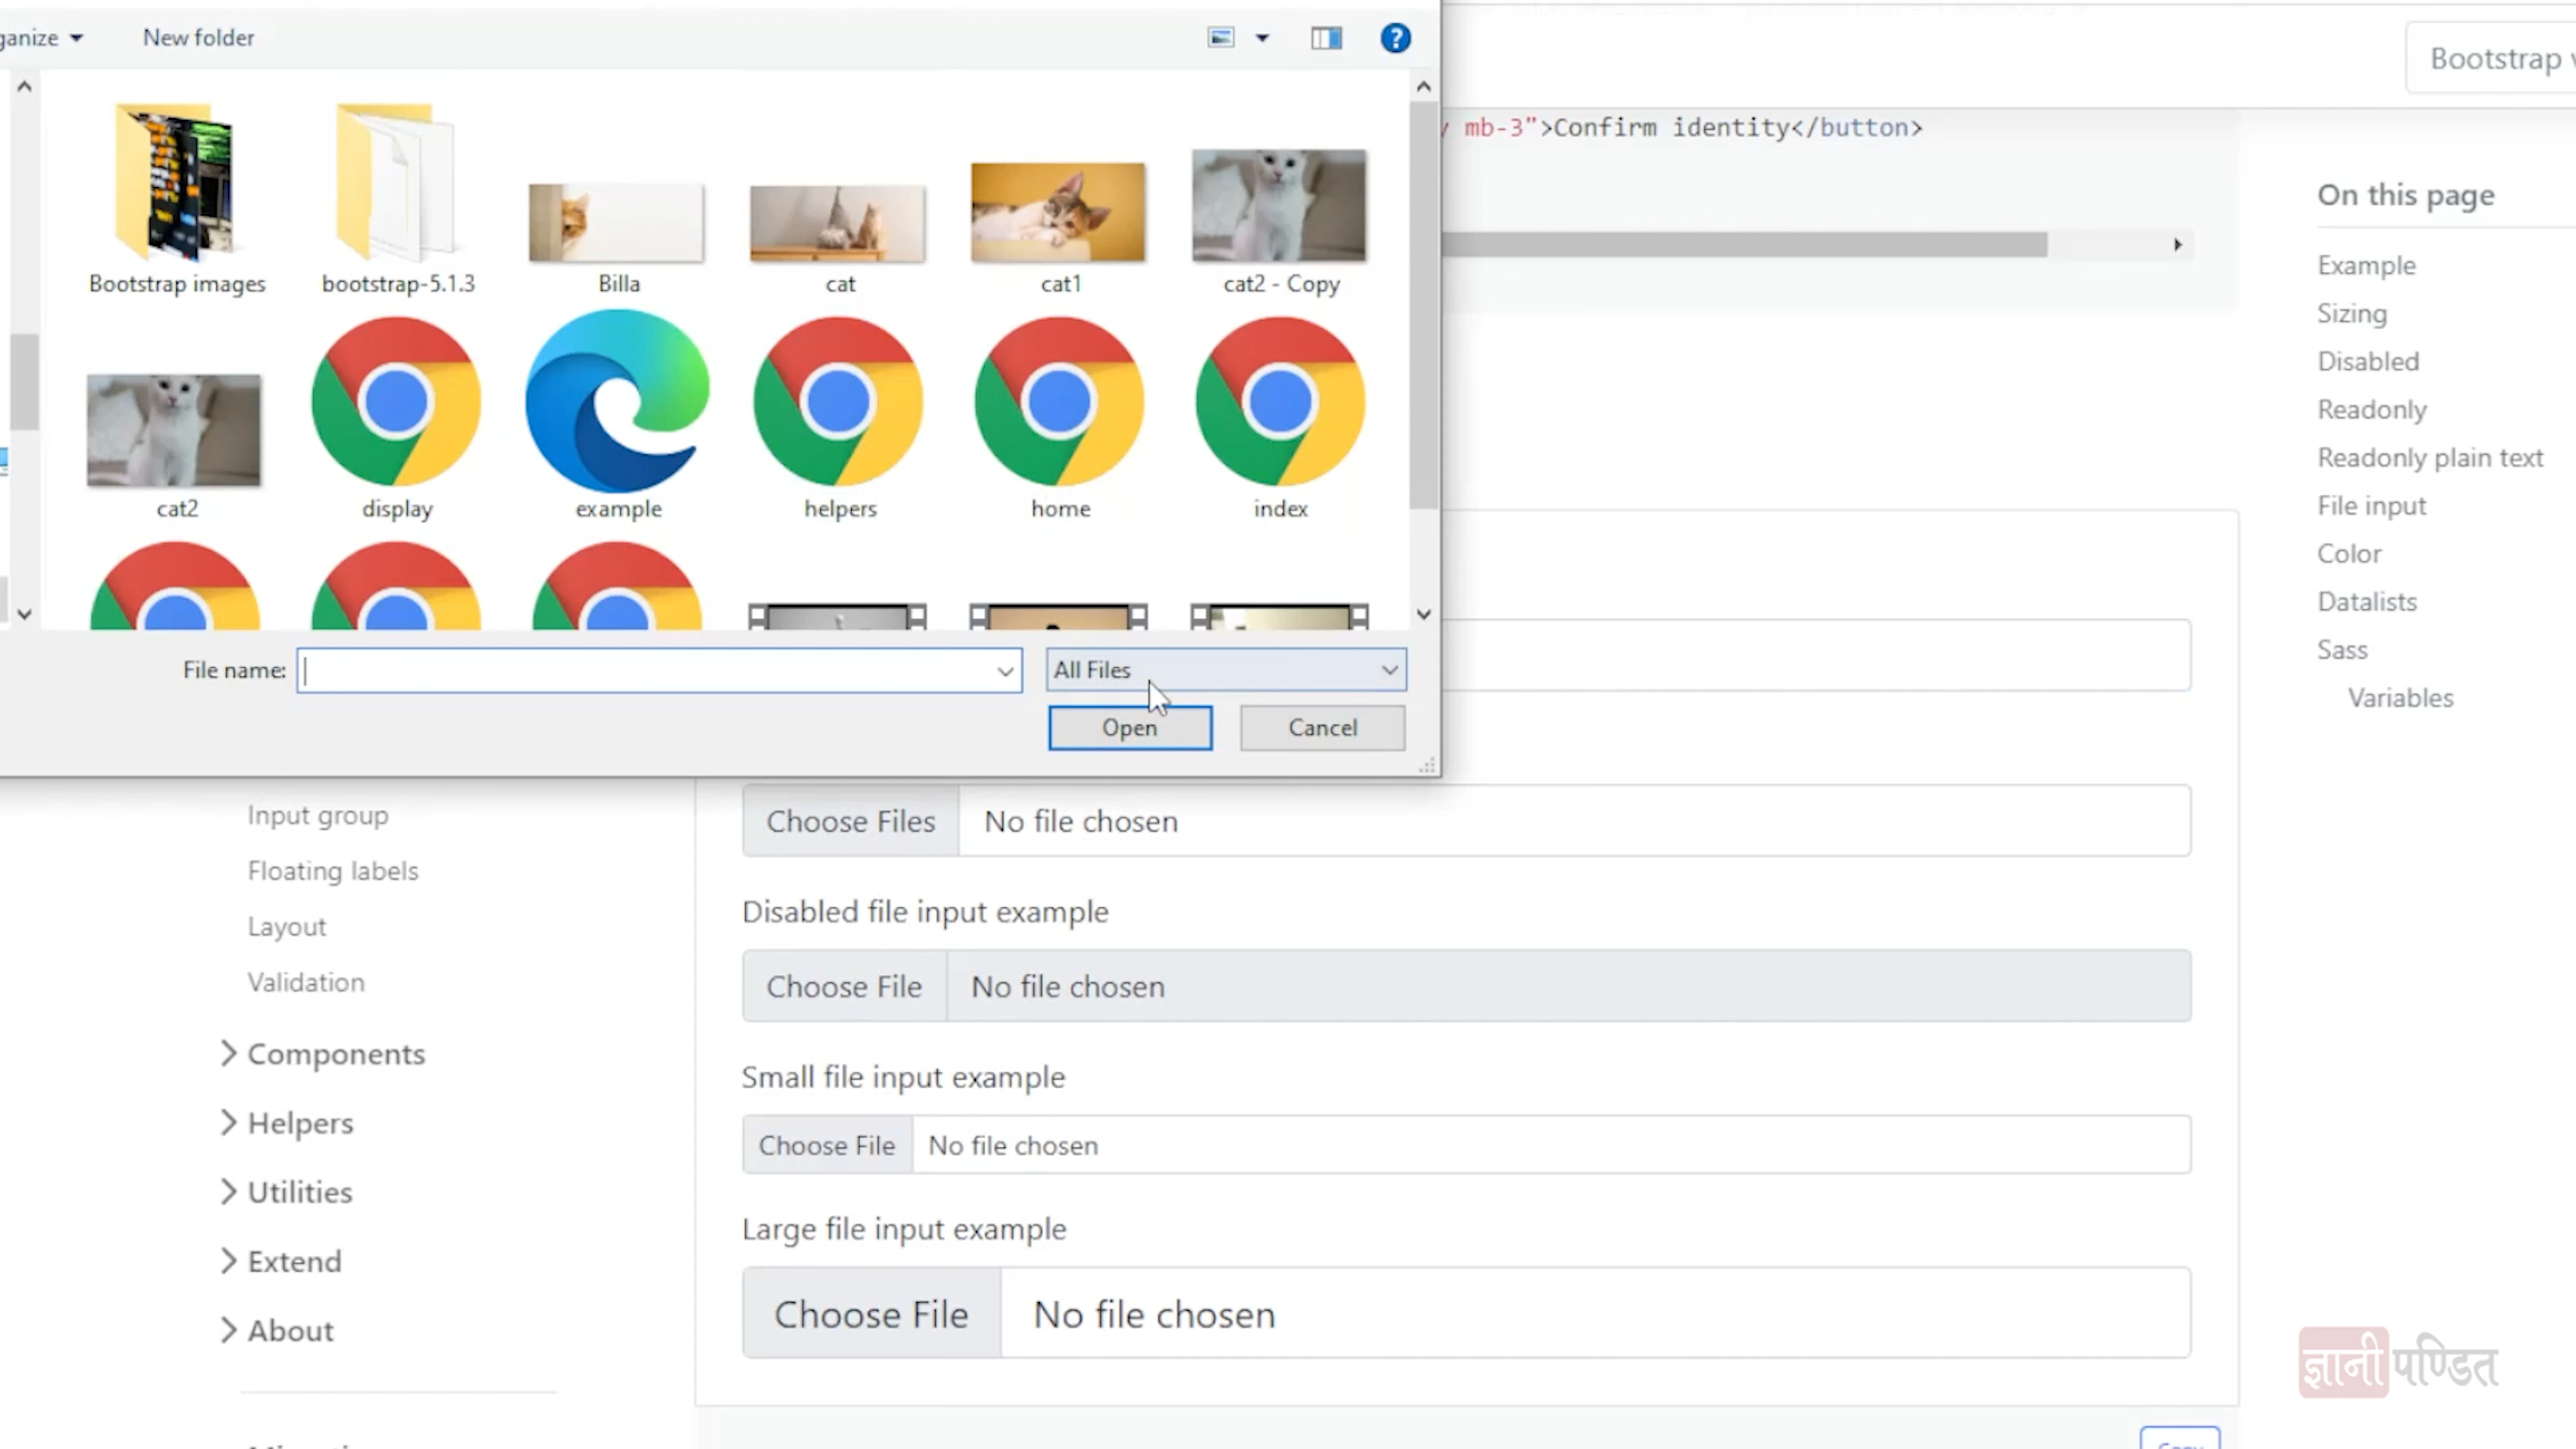 New folder
Bootstrap
mb-3">Confirm identity</button>
On this page
Example
Sizing
Disabled
Readonly
Readonly plain text
File input
Color
Datalists
Sass
Variables
Bootstrap images
bootstrap-5.1.3
Billa
cat
cat1
cat2 - Copy
cat2
display
example
helpers
home
index
File name:
All Files
Open
Cancel
Input group
Floating labels
Layout
Validation
Components
Helpers
Utilities
Extend
About
Choose Files No file chosen
Disabled file input example
Choose File No file chosen
Small file input example
Choose File No file chosen
Large file input example
Choose File No file chosen
ज्ञानी पण्डित